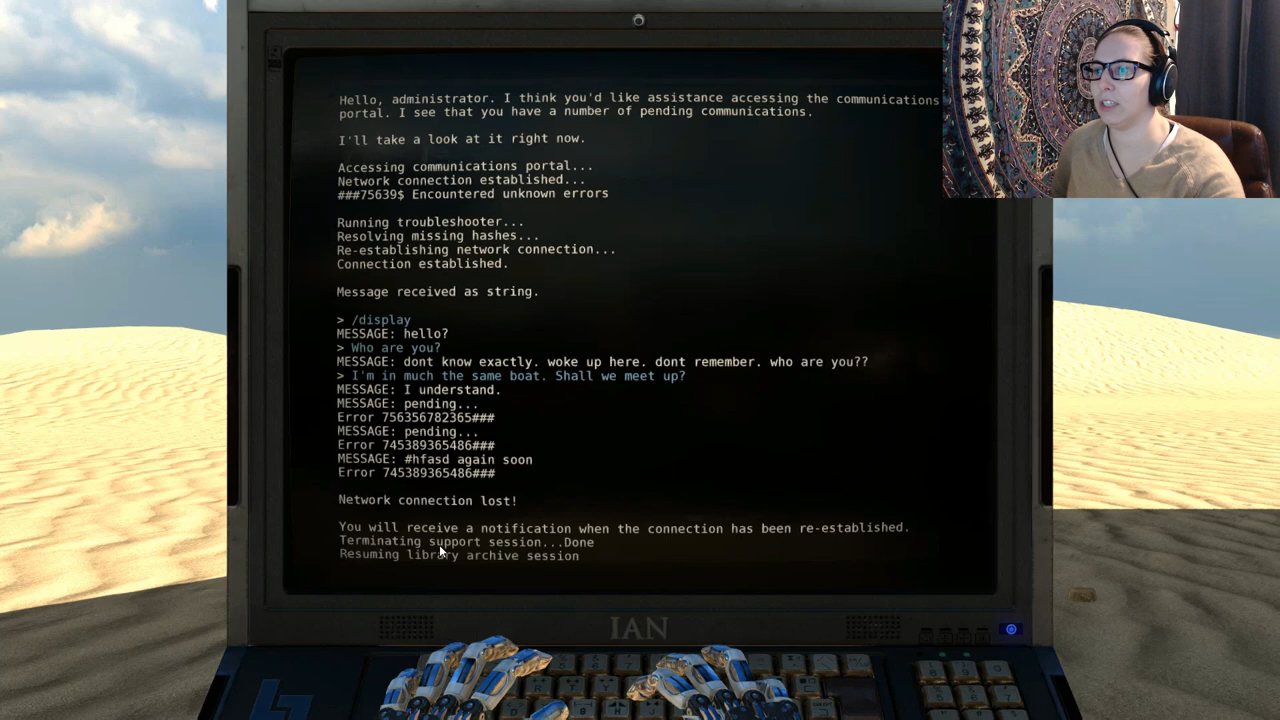 Hello, administrator. I think you'd like assistance accessing the communications
portal. I see that you have a number of pending communications.
I'll take a look at it right now.
Accessing communications portal...
Network connection established...
###75639$ Encountered unknown errors
Running troubleshooter...
Resolving missing hashes...
Re-establishing network connection...
Connection established.
Message received as string.
> /display
MESSAGE: hello?
> Who are you?
MESSAGE: dont know exactly. woke up here. dont remember. who are you??
> I'm in much the same boat. Shall we meet up?
MESSAGE: I understand.
MESSAGE: pending...
Error 756356782365###
MESSAGE: pending...
Error 745389365486###
MESSAGE: #hfasd again soon
Error 745389365486###
Network connection lost!
You will receive a notification when the connection has been re-established.
Terminating support session...Done
Resuming library archive session
IAN